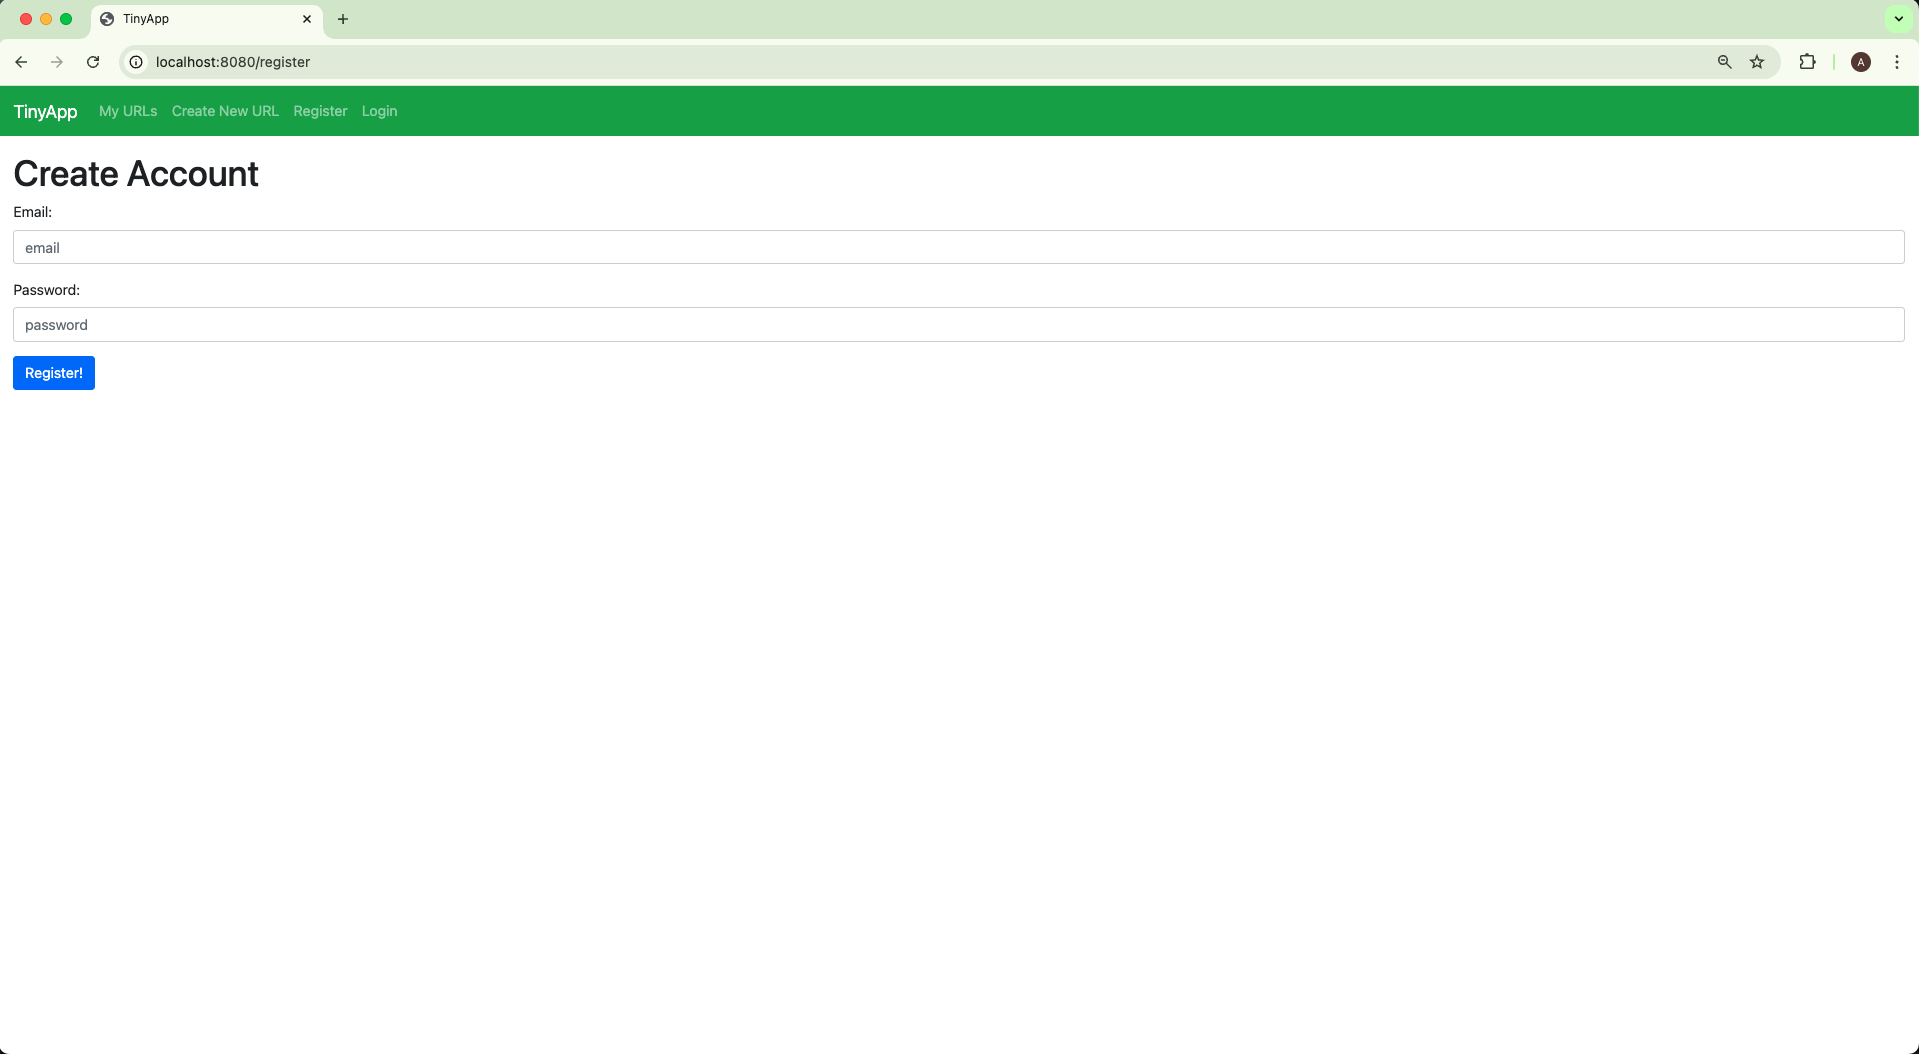 TinyApp
localhost:8080/register
A
TinyApp My URLs Create New URL Register Login
Create Account
Email:
email
Password:
password
Register!